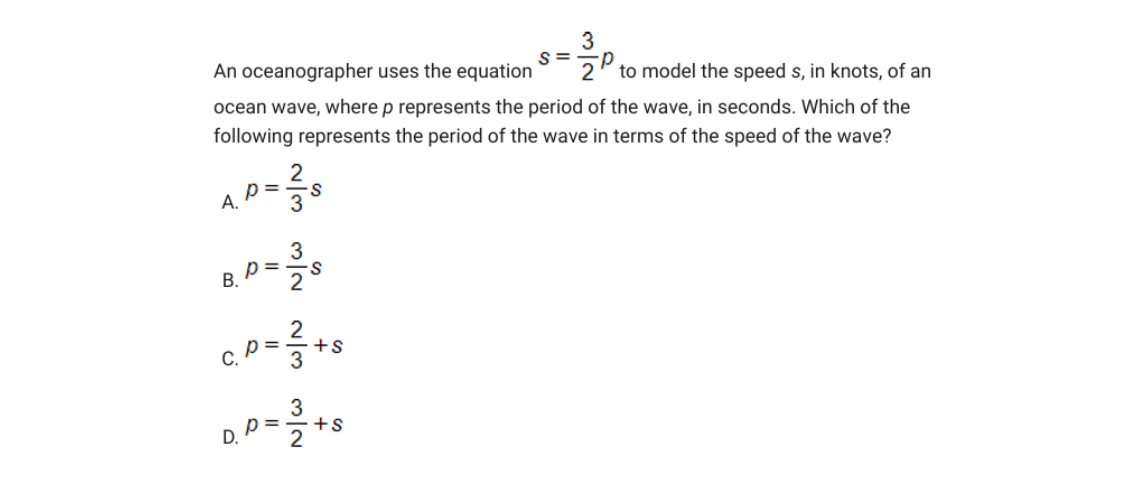 An oceanographer uses the equation s = 3/2 p to model the speed s, in knots, of an
ocean wave, where p represents the period of the wave, in seconds. Which of the
following represents the period of the wave in terms of the speed of the wave?
A. p = 2/3 s
B. p = 3/2 s
C. p = 2/3 + s
D. p = 3/2 + s